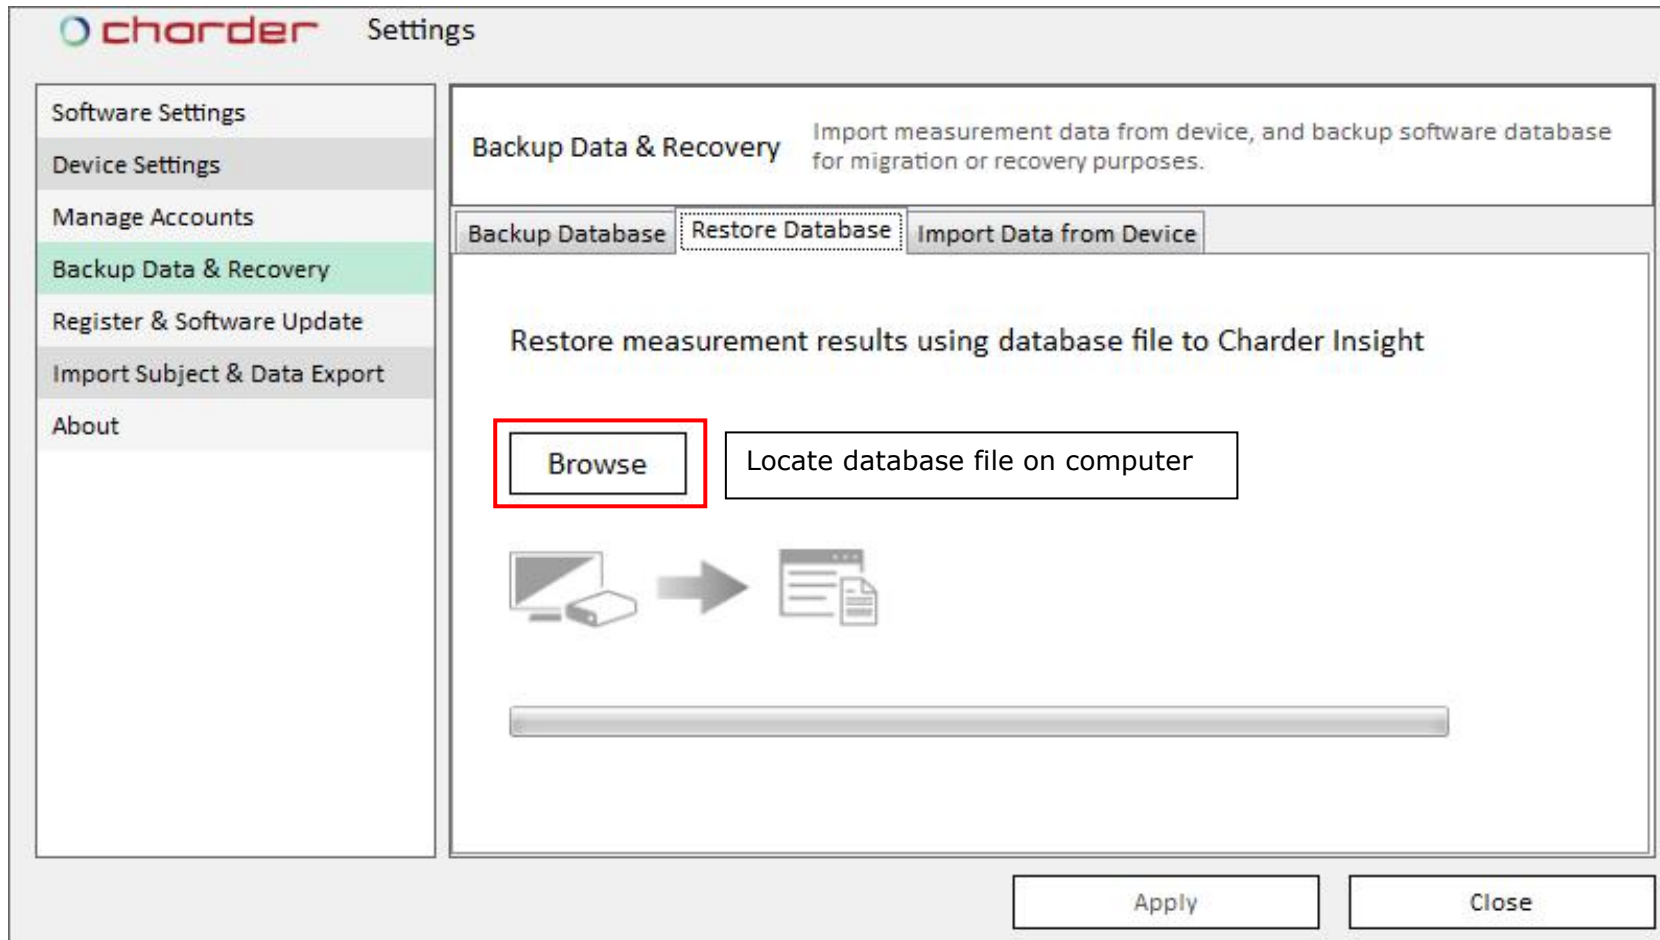 charder Settings
Software Settings
Device Settings
Manage Accounts
Backup Data & Recovery
Register & Software Update
Import Subject & Data Export
About
Backup Data & Recovery
Import measurement data from device, and backup software database
for migration or recovery purposes.
Backup Database Restore Database Import Data from Device
Restore measurement results using database file to Charder Insight
Browse
Locate database file on computer
Apply Close